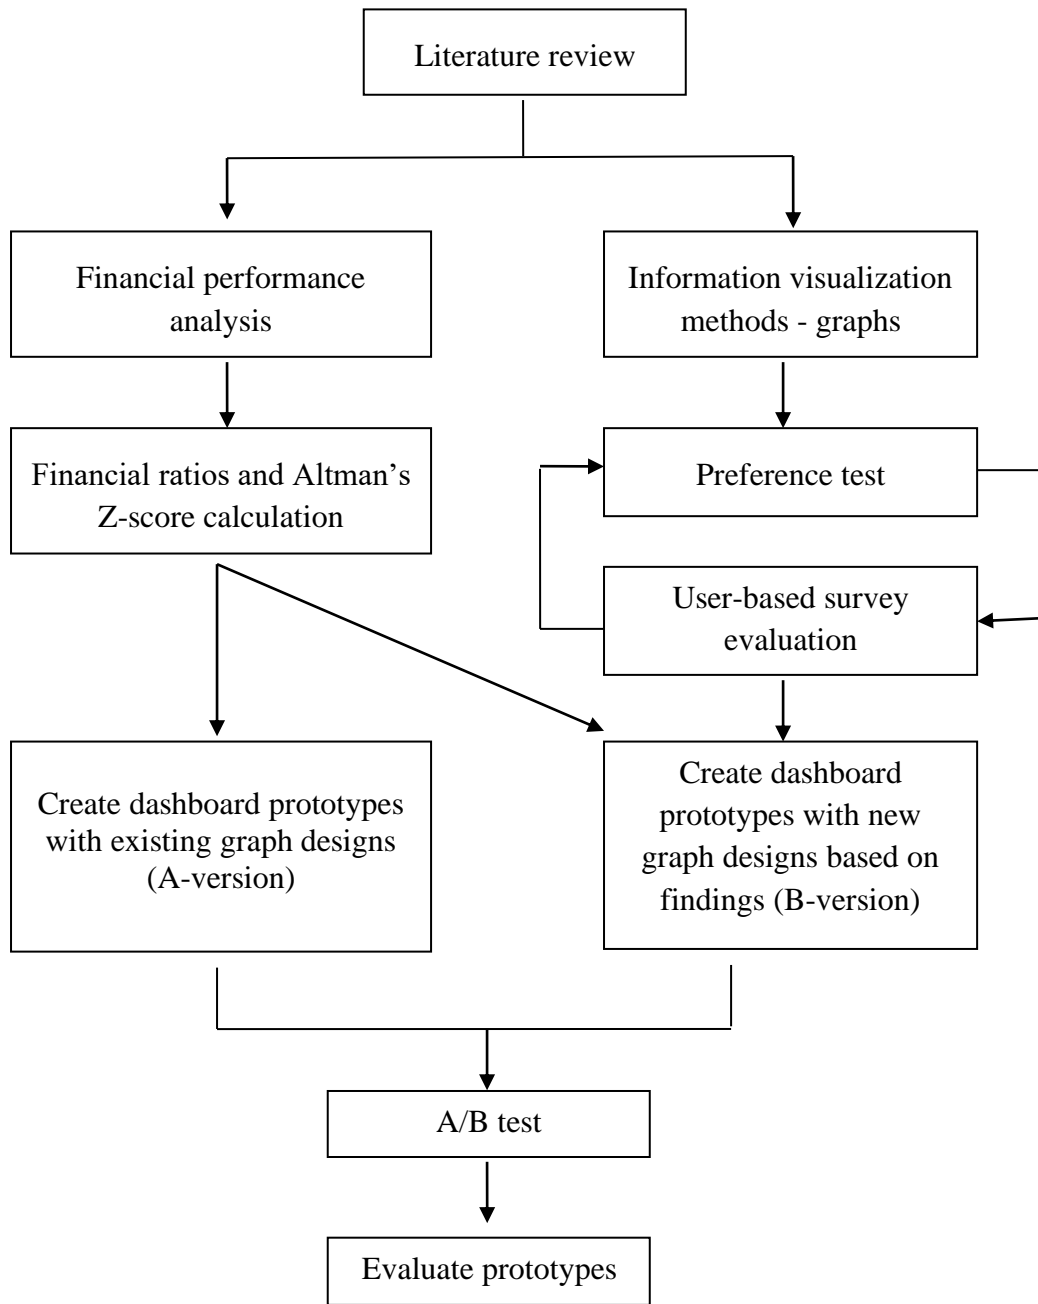 Literature review
Financial performance
analysis
Information visualization
methods - graphs
Financial ratios and Altman’s
Z-score calculation
Preference test
User-based survey
evaluation
Create dashboard prototypes
with existing graph designs
(A-version)
Create dashboard
prototypes with new
graph designs based on
findings (B-version)
A/B test
Evaluate prototypes